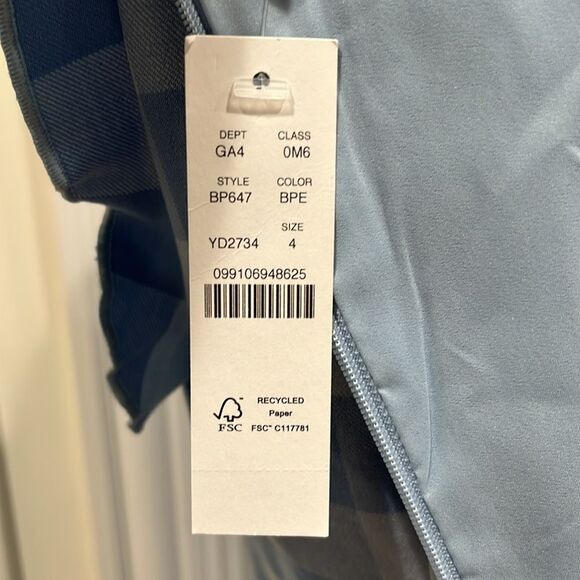 DEPT CLASS
GA4 0M6
STYLE COLOR
BP647 BPE
SIZE
YD2734 4
099106948625
RECYCLED
Paper
FSC™ C117781
FSC